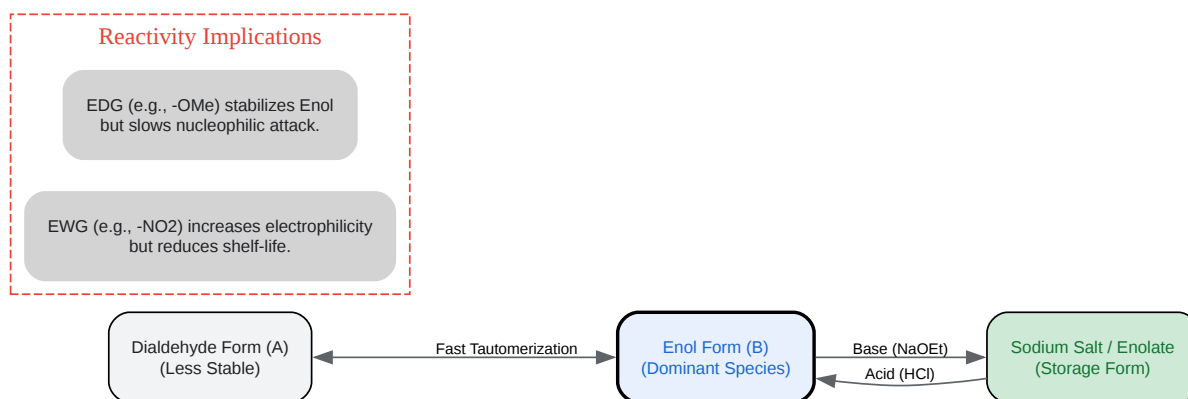 Reactivity Implications
EDG (e.g., -OMe) stabilizes Enol
but slows nucleophilic attack.
EWG (e.g., -NO2) increases electrophilicity
but reduces shelf-life.
Dialdehyde Form (A)
(Less Stable)
Fast Tautomerization
Enol Form (B)
(Dominant Species)
Base (NaOEt)
Acid (HCl)
Sodium Salt / Enolate
(Storage Form)